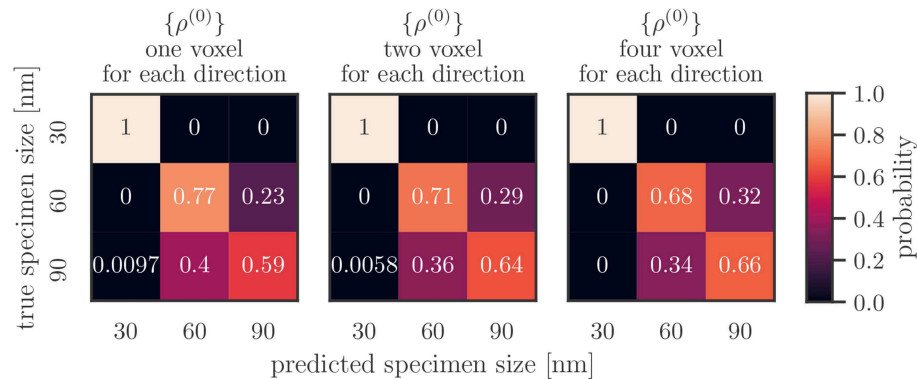 {ρ^(0)}
one voxel
for each direction
{ρ^(0)}
two voxel
for each direction
{ρ^(0)}
four voxel
for each direction
true specimen size [nm]
30
60
90
1 0 0
0 0.77 0.23
0.0097 0.4 0.59
1 0 0
0 0.71 0.29
0.0058 0.36 0.64
1 0 0
0 0.68 0.32
0 0.34 0.66
30 60 90
30 60 90
30 60 90
predicted specimen size [nm]
1.0
0.8
0.6
0.4
0.2
0.0
probability